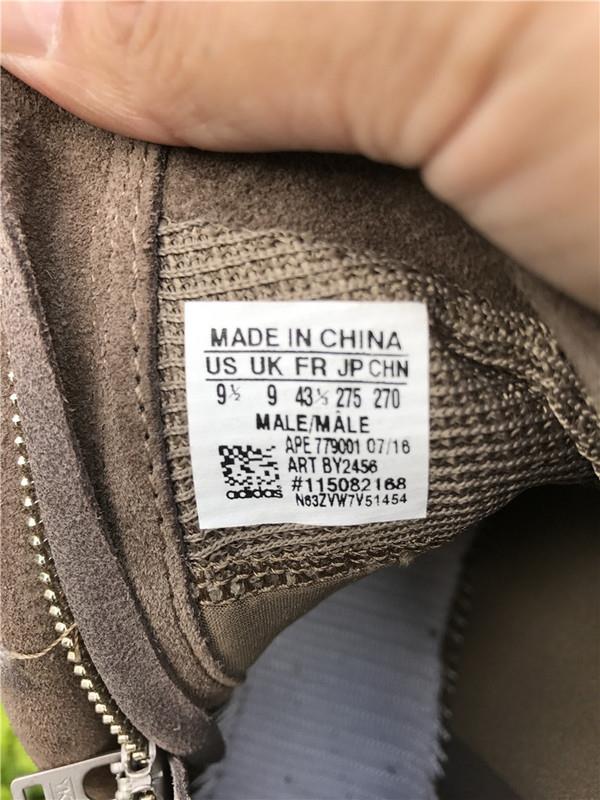 MADE IN CHINA
US UK FR JP CHN
9½ 9 43⅓ 275 270
MALE/MÂLE
APE 779001 07/16
ART BY2456
#115082168
N63ZVW7V51454
adidas